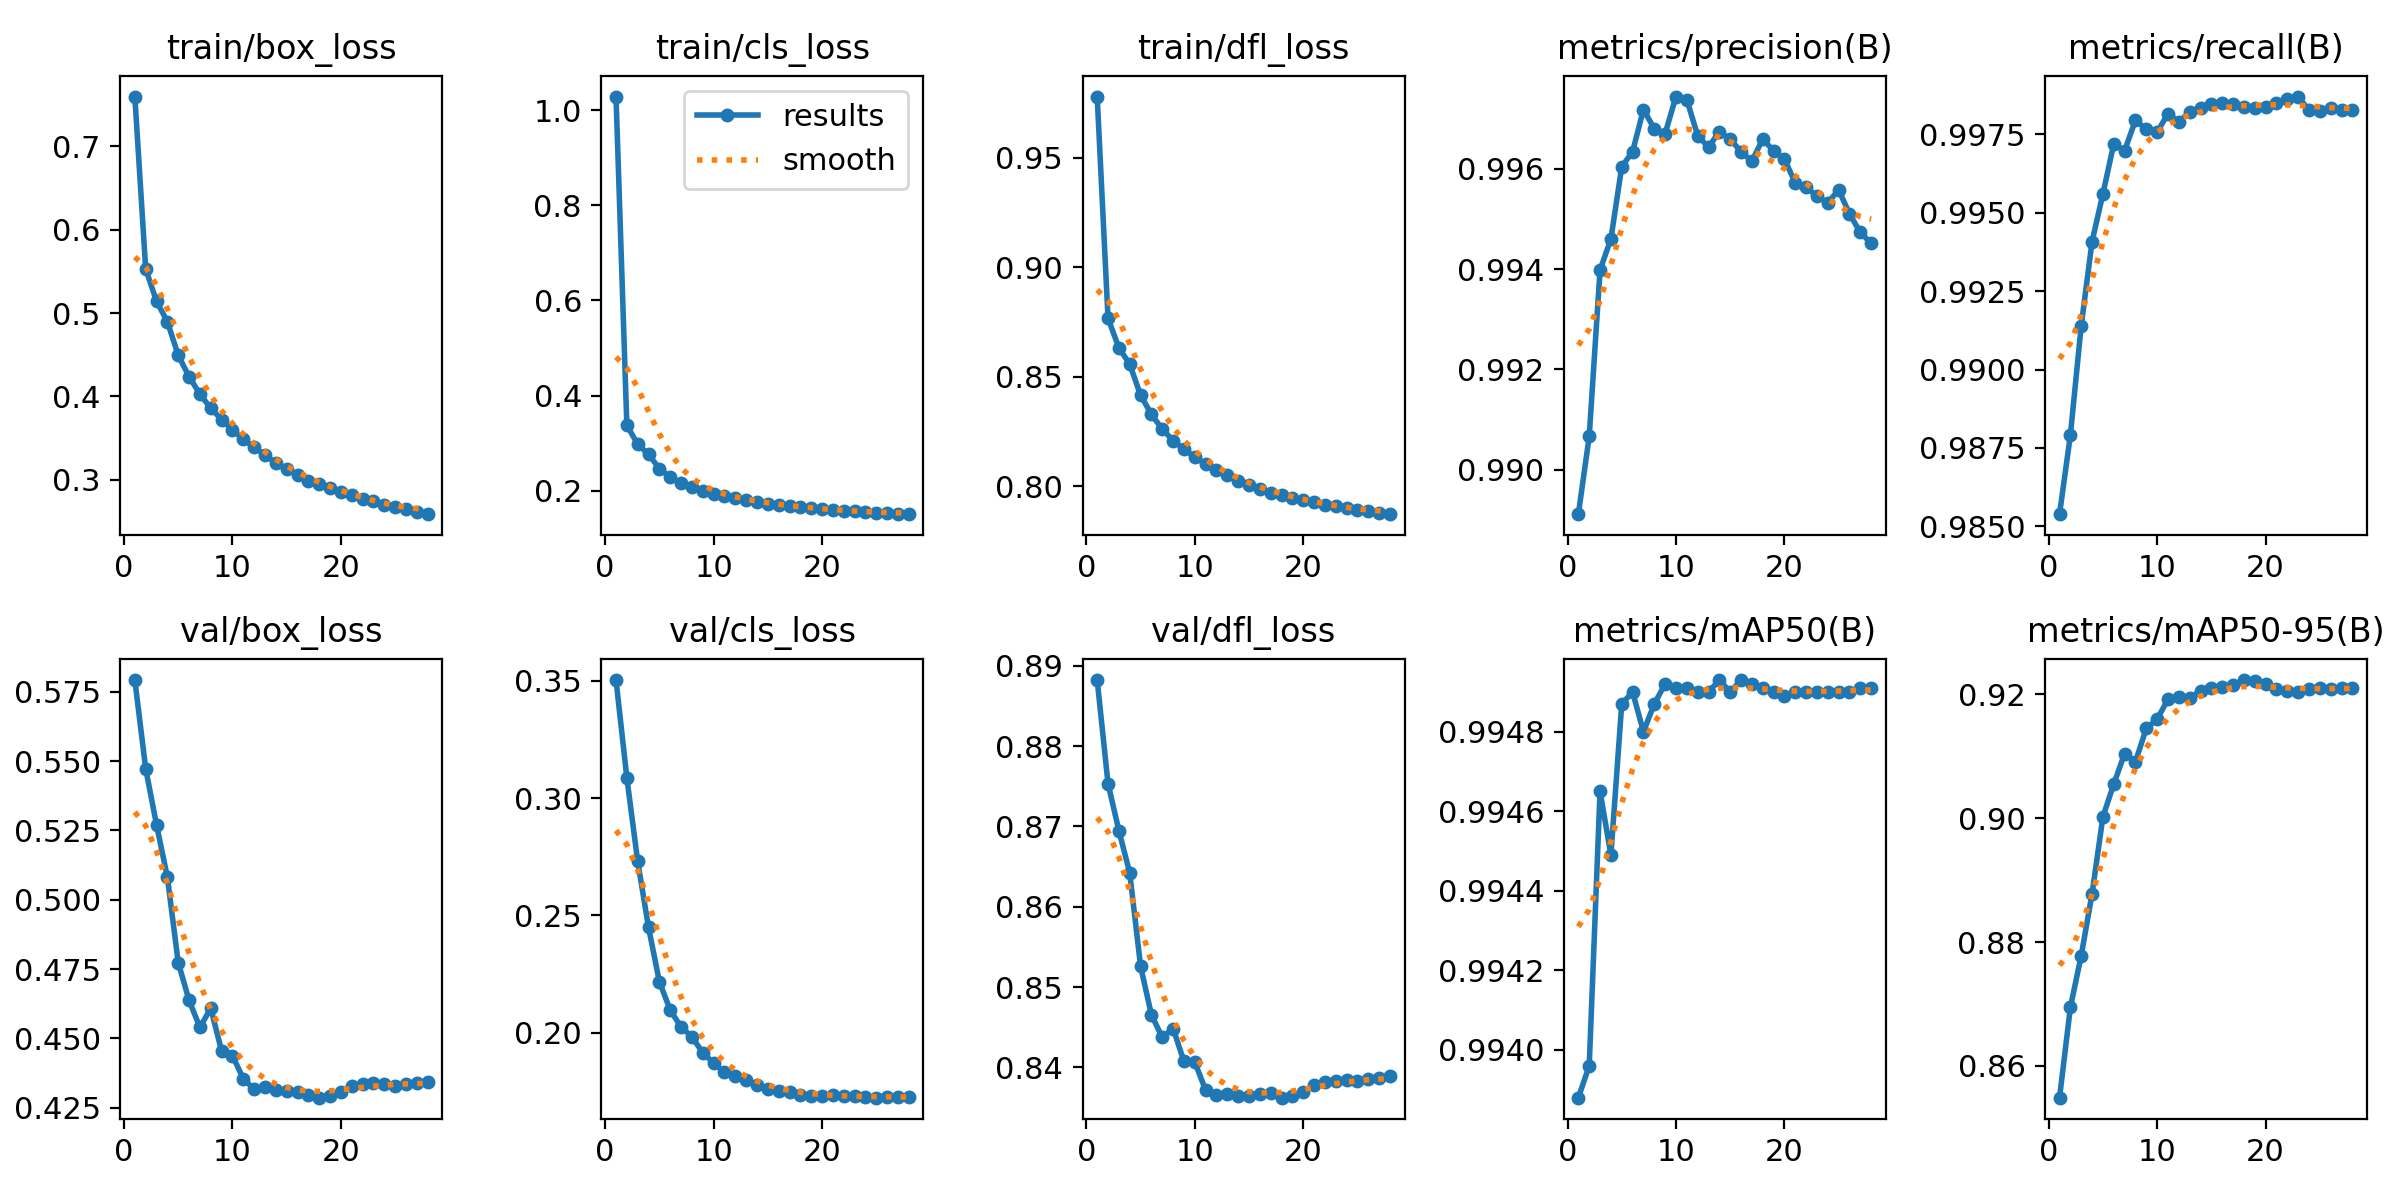 train/box_loss
0.7
0.6
0.5
0.4
0.3
0 10 20
train/cls_loss
results
smooth
1.0
0.8
0.6
0.4
0.2
0 10 20
train/dfl_loss
0.95
0.90
0.85
0.80
0 10 20
metrics/precision(B)
0.996
0.994
0.992
0.990
0 10 20
metrics/recall(B)
0.9975
0.9950
0.9925
0.9900
0.9875
0.9850
0 10 20
val/box_loss
0.575
0.550
0.525
0.500
0.475
0.450
0.425
0 10 20
val/cls_loss
0.35
0.30
0.25
0.20
0 10 20
val/dfl_loss
0.89
0.88
0.87
0.86
0.85
0.84
0 10 20
metrics/mAP50(B)
0.9948
0.9946
0.9944
0.9942
0.9940
0 10 20
metrics/mAP50-95(B)
0.92
0.90
0.88
0.86
0 10 20